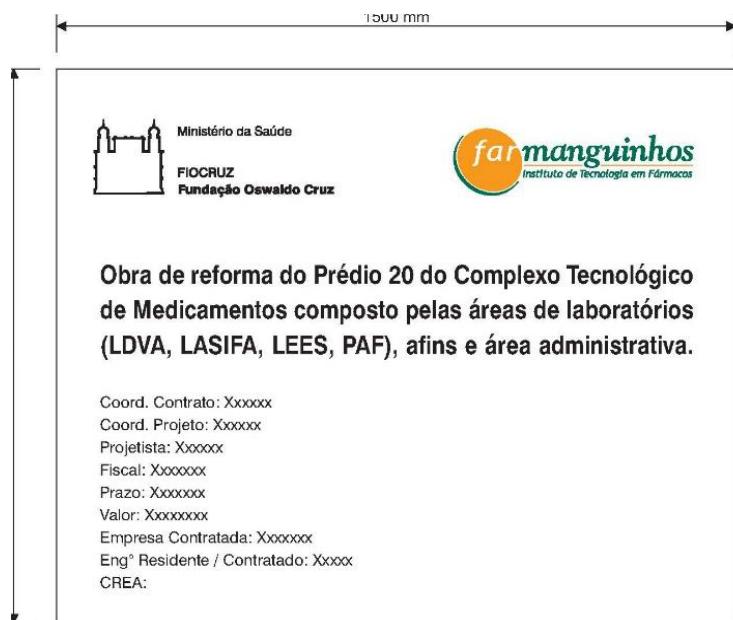 1500 mm
Ministério da Saúde
FIOCRUZ
Fundação Oswaldo Cruz
far manguinhos
Instituto de Tecnologia em Fármacos
Obra de reforma do Prédio 20 do Complexo Tecnológico
de Medicamentos composto pelas áreas de laboratórios
(LDVA, LASIFA, LEES, PAF), afins e área administrativa.
Coord. Contrato: Xxxxxx
Coord. Projeto: Xxxxxx
Projetista: Xxxxxx
Fiscal: Xxxxxxx
Prazo: Xxxxxxx
Valor: Xxxxxxxx
Empresa Contratada: Xxxxxxx
Eng° Residente / Contratado: Xxxxx
CREA: